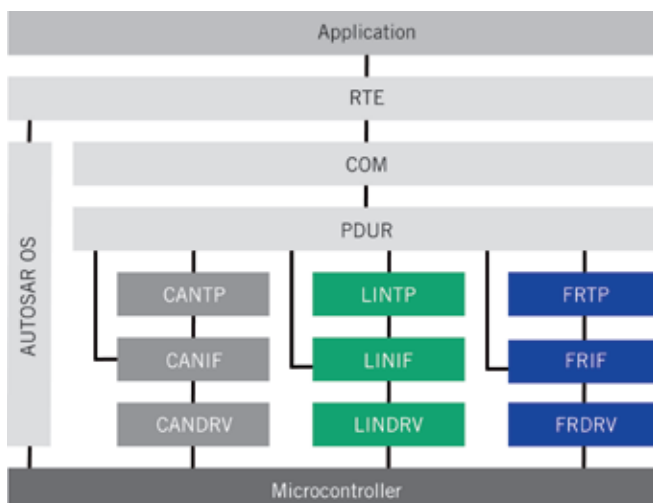 Application
RTE
COM
PDUR
AUTOSAR OS
CANTP
LINTP
FRTP
CANIF
LINIF
FRIF
CANDRV
LINDRV
FRDRV
Microcontroller